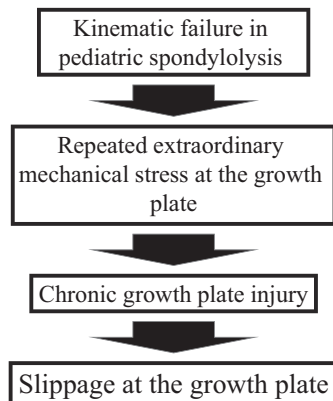 Kinematic failure in
pediatric spondylolysis
Repeated extraordinary
mechanical stress at the growth
plate
Chronic growth plate injury
Slippage at the growth plate